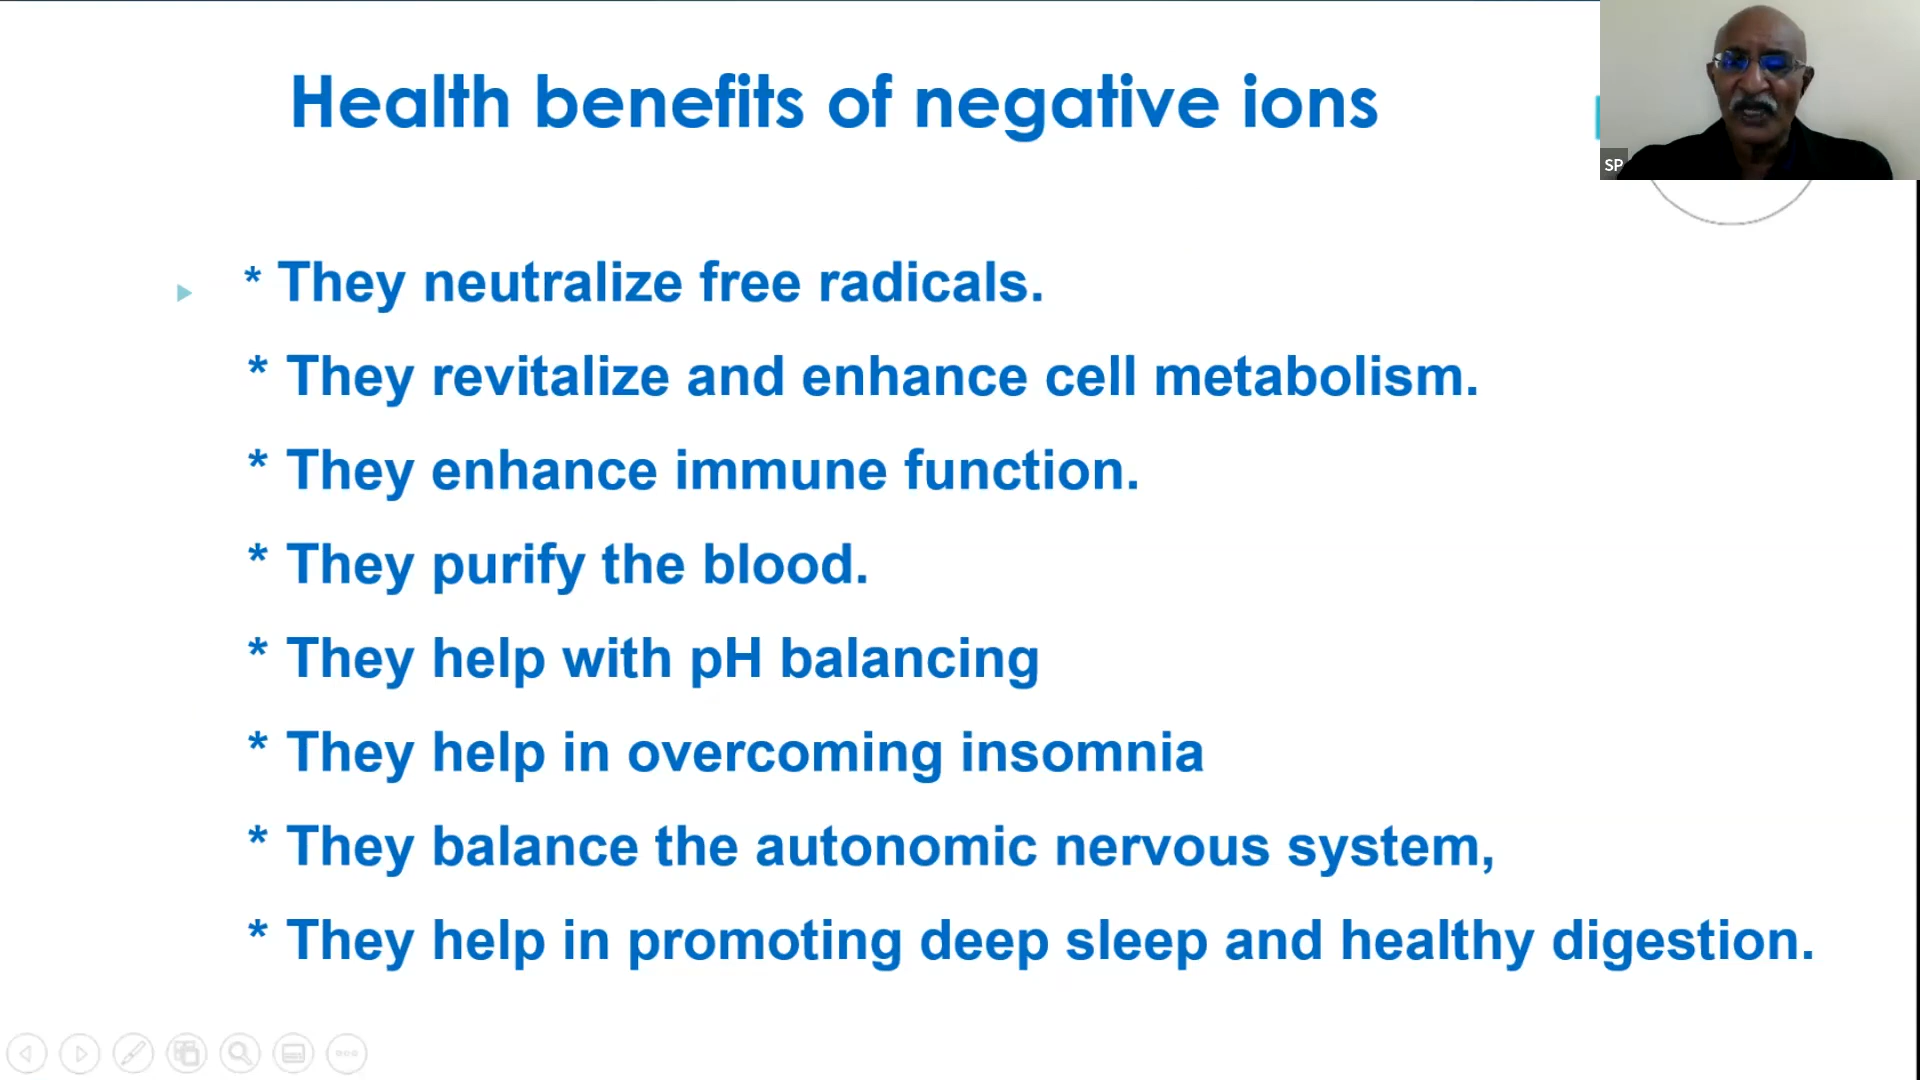 Health benefits of negative ions
SP
* They neutralize free radicals.
* They revitalize and enhance cell metabolism.
* They enhance immune function.
* They purify the blood.
* They help with pH balancing
* They help in overcoming insomnia
* They balance the autonomic nervous system,
* They help in promoting deep sleep and healthy digestion.